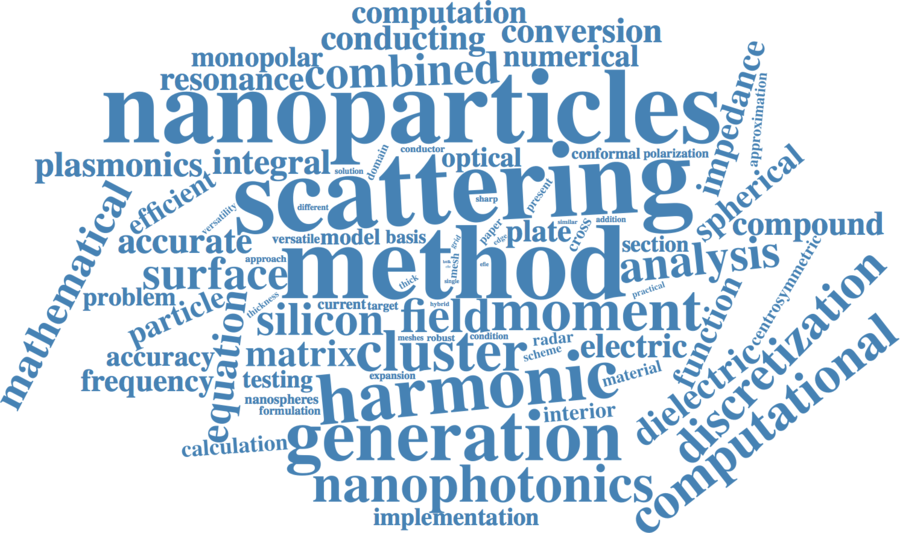 computation
conducting
conversion
monopolar
numerical
resonance
combined
nanoparticles
impedance
approximation
plasmonics
integral
solution
domain
conductor
optical
conformal
polarization
scattering
spherical
efficient
versatility
different
sharp
present
mathematical
accurate
versatile
model
basis
grid
paper
edge
plate
similar
cross
addition
section
compound
method
approach
surface
thick
mesh
single
efie
analysis
practical
centrosymmetric
problem
particle
thickness
current
target
hybrid
silicon
field
moment
function
discretization
equation
meshes
robust
condition
radar
scheme
electric
accuracy
matrix
cluster
expansion
material
dielectric
computational
frequency
testing
harmonic
nanospheres
formulation
interior
calculation
generation
nanophotonics
implementation